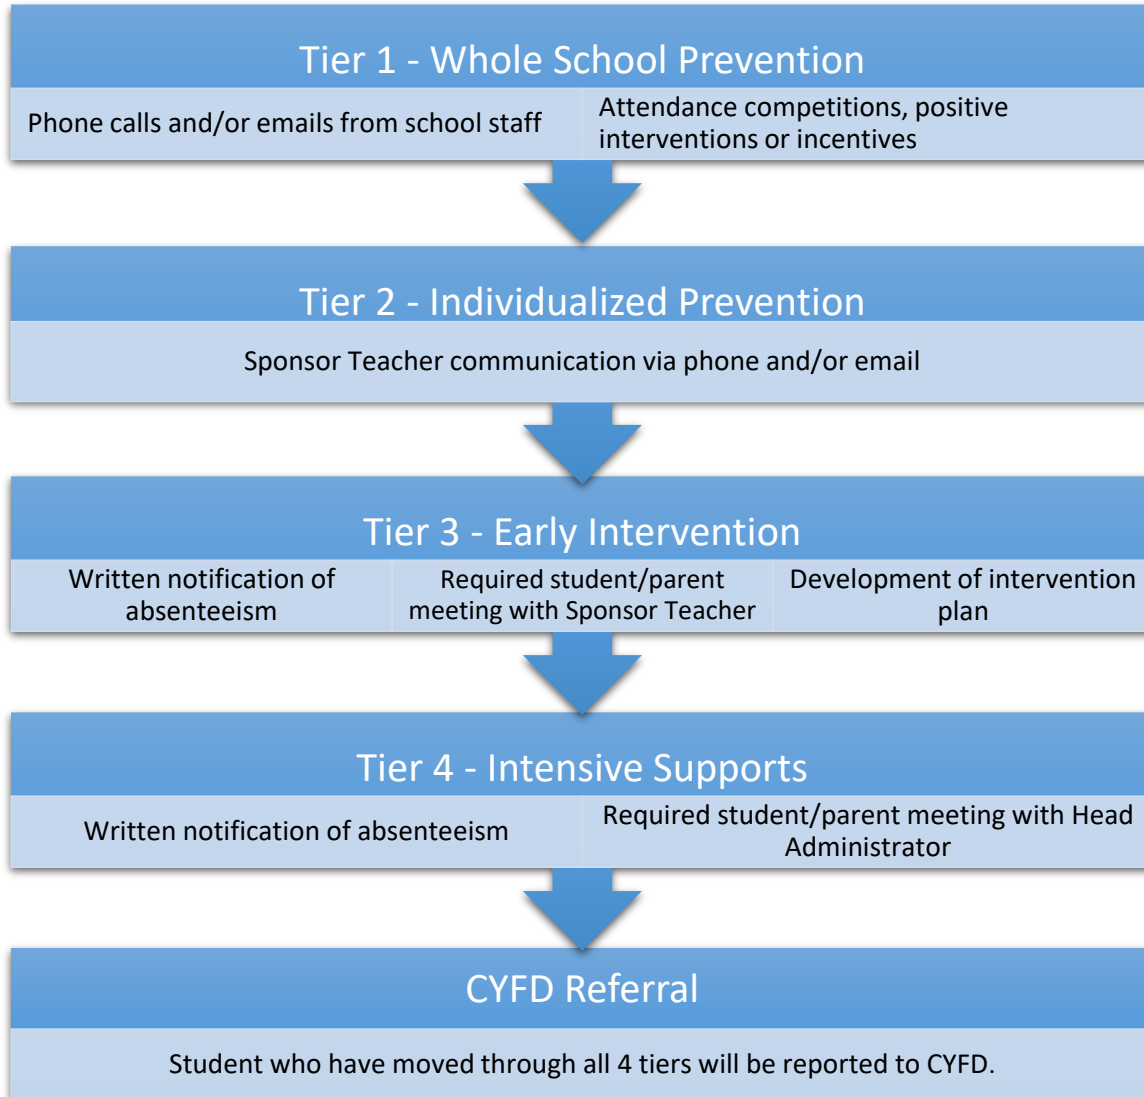 Tier 1 - Whole School Prevention
Phone calls and/or emails from school staff
Attendance competitions, positive
interventions or incentives
Tier 2 - Individualized Prevention
Sponsor Teacher communication via phone and/or email
Tier 3 - Early Intervention
Written notification of
absenteeism
Required student/parent
meeting with Sponsor Teacher
Development of intervention
plan
Tier 4 - Intensive Supports
Written notification of absenteeism
Required student/parent meeting with Head
Administrator
CYFD Referral
Student who have moved through all 4 tiers will be reported to CYFD.